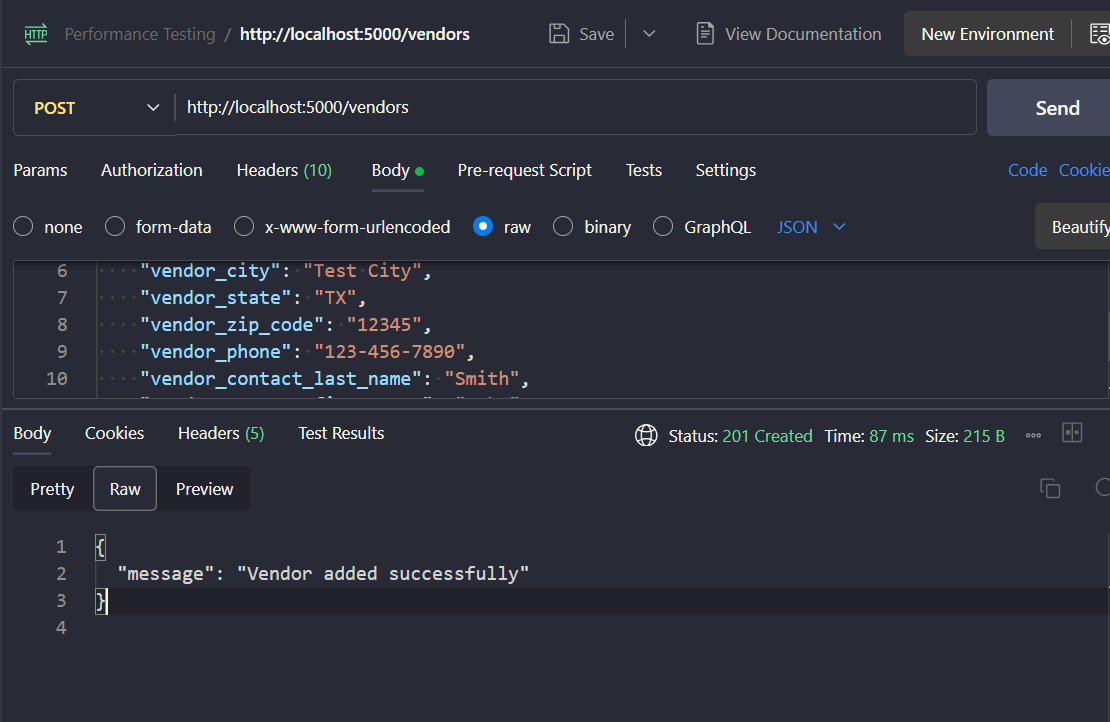 HTTP Performance Testing / http://localhost:5000/vendors Save View Documentation New Environment
POST http://localhost:5000/vendors Send
Params Authorization Headers (10) Body Pre-request Script Tests Settings Code Cookie
none form-data x-www-form-urlencoded raw binary GraphQL JSON Beautify
6 "vendor_city": "Test City",
7 "vendor_state": "TX",
8 "vendor_zip_code": "12345",
9 "vendor_phone": "123-456-7890",
10 "vendor_contact_last_name": "Smith",
Body Cookies Headers (5) Test Results Status: 201 Created Time: 87 ms Size: 215 B
Pretty Raw Preview
1 {
2 "message": "Vendor added successfully"
3 }
4